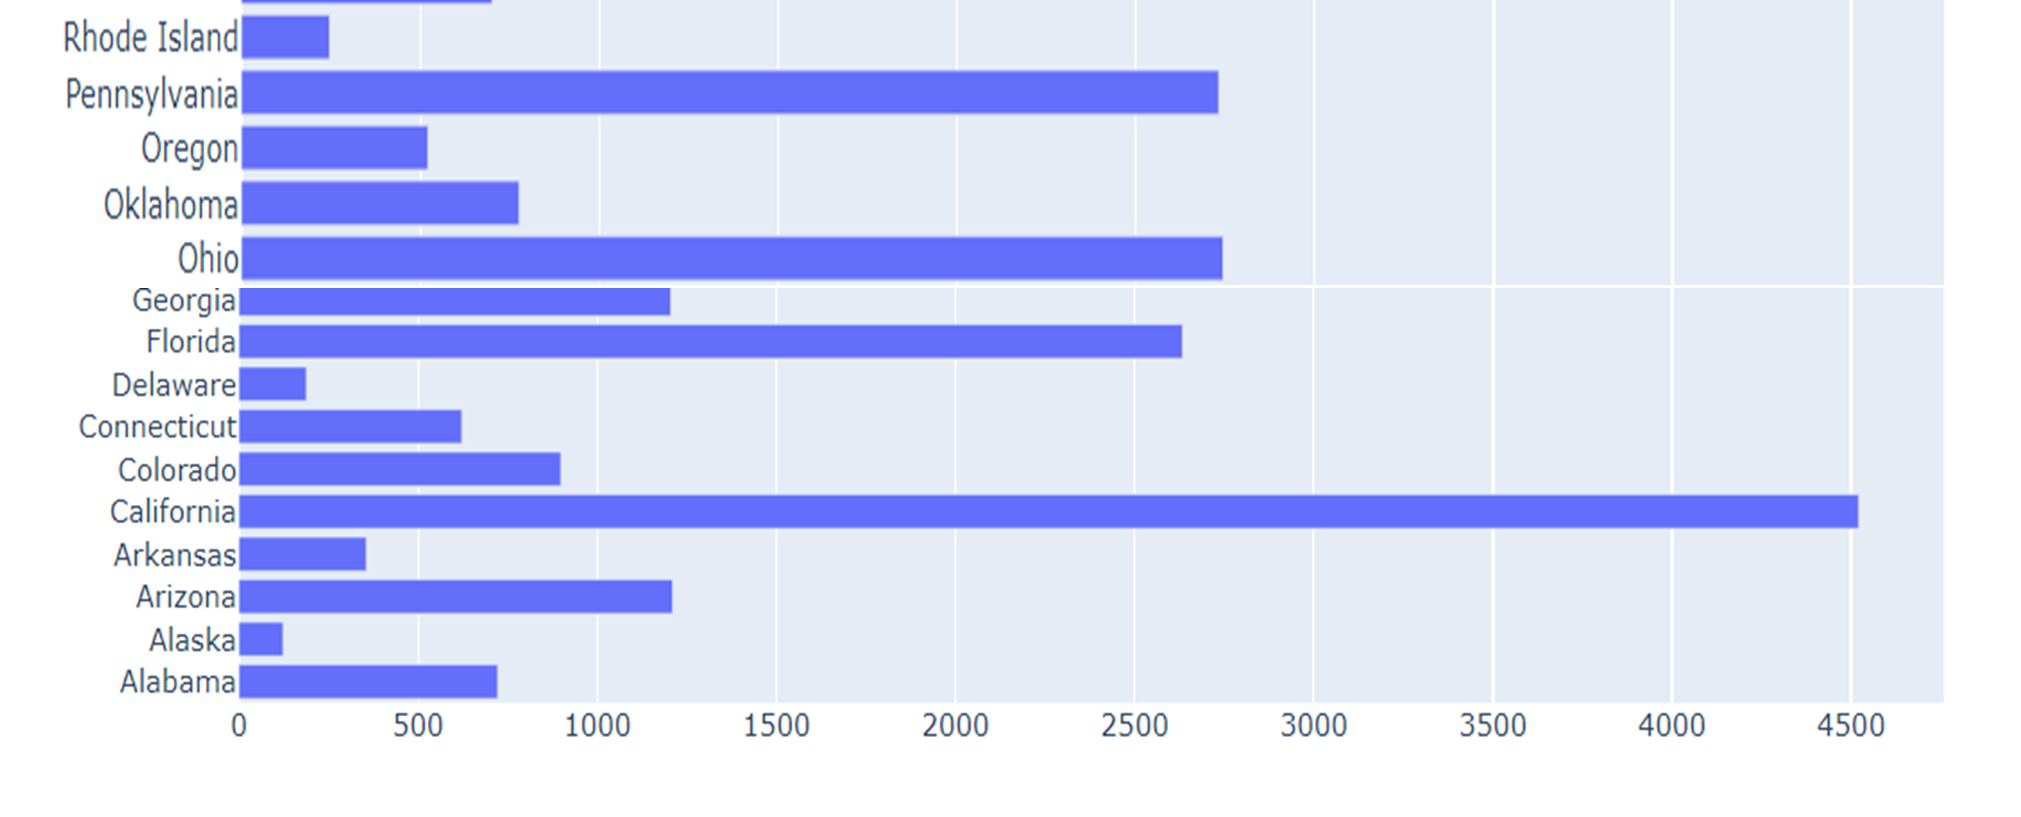 Rhode Island
Pennsylvania
Oregon
Oklahoma
Ohio
Georgia
Florida
Delaware
Connecticut
Colorado
California
Arkansas
Arizona
Alaska
Alabama
0 500 1000 1500 2000 2500 3000 3500 4000 4500